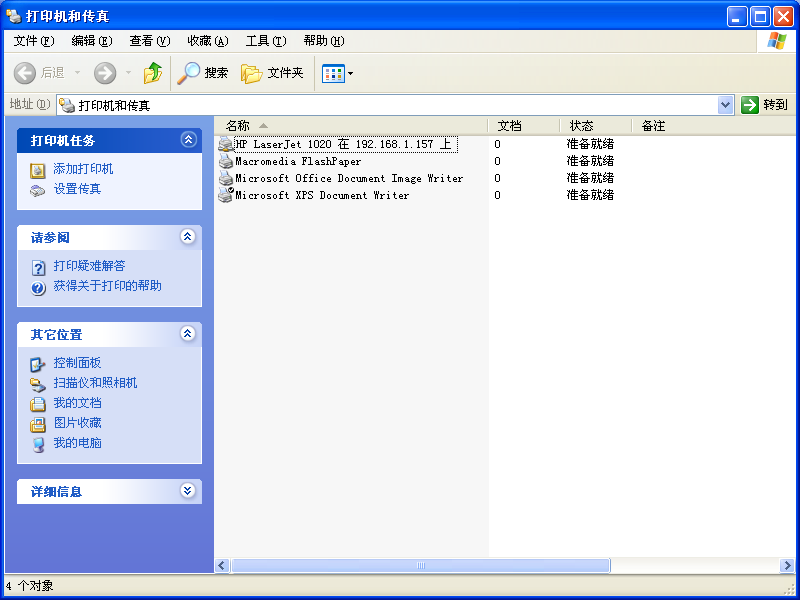 打印机和传真
文件(F) 编辑(E) 查看(V) 收藏(A) 工具(T) 帮助(H)
后退 搜索 文件夹
地址(D) 打印机和传真 转到
打印机任务
添加打印机
设置传真
请参阅
打印疑难解答
获得关于打印的帮助
其它位置
控制面板
扫描仪和照相机
我的文档
图片收藏
我的电脑
详细信息
名称 文档 状态 备注
HP LaserJet 1020 在 192.168.1.157 上 0 准备就绪
Macromedia FlashPaper 0 准备就绪
Microsoft Office Document Image Writer 0 准备就绪
Microsoft XPS Document Writer 0 准备就绪
4 个对象